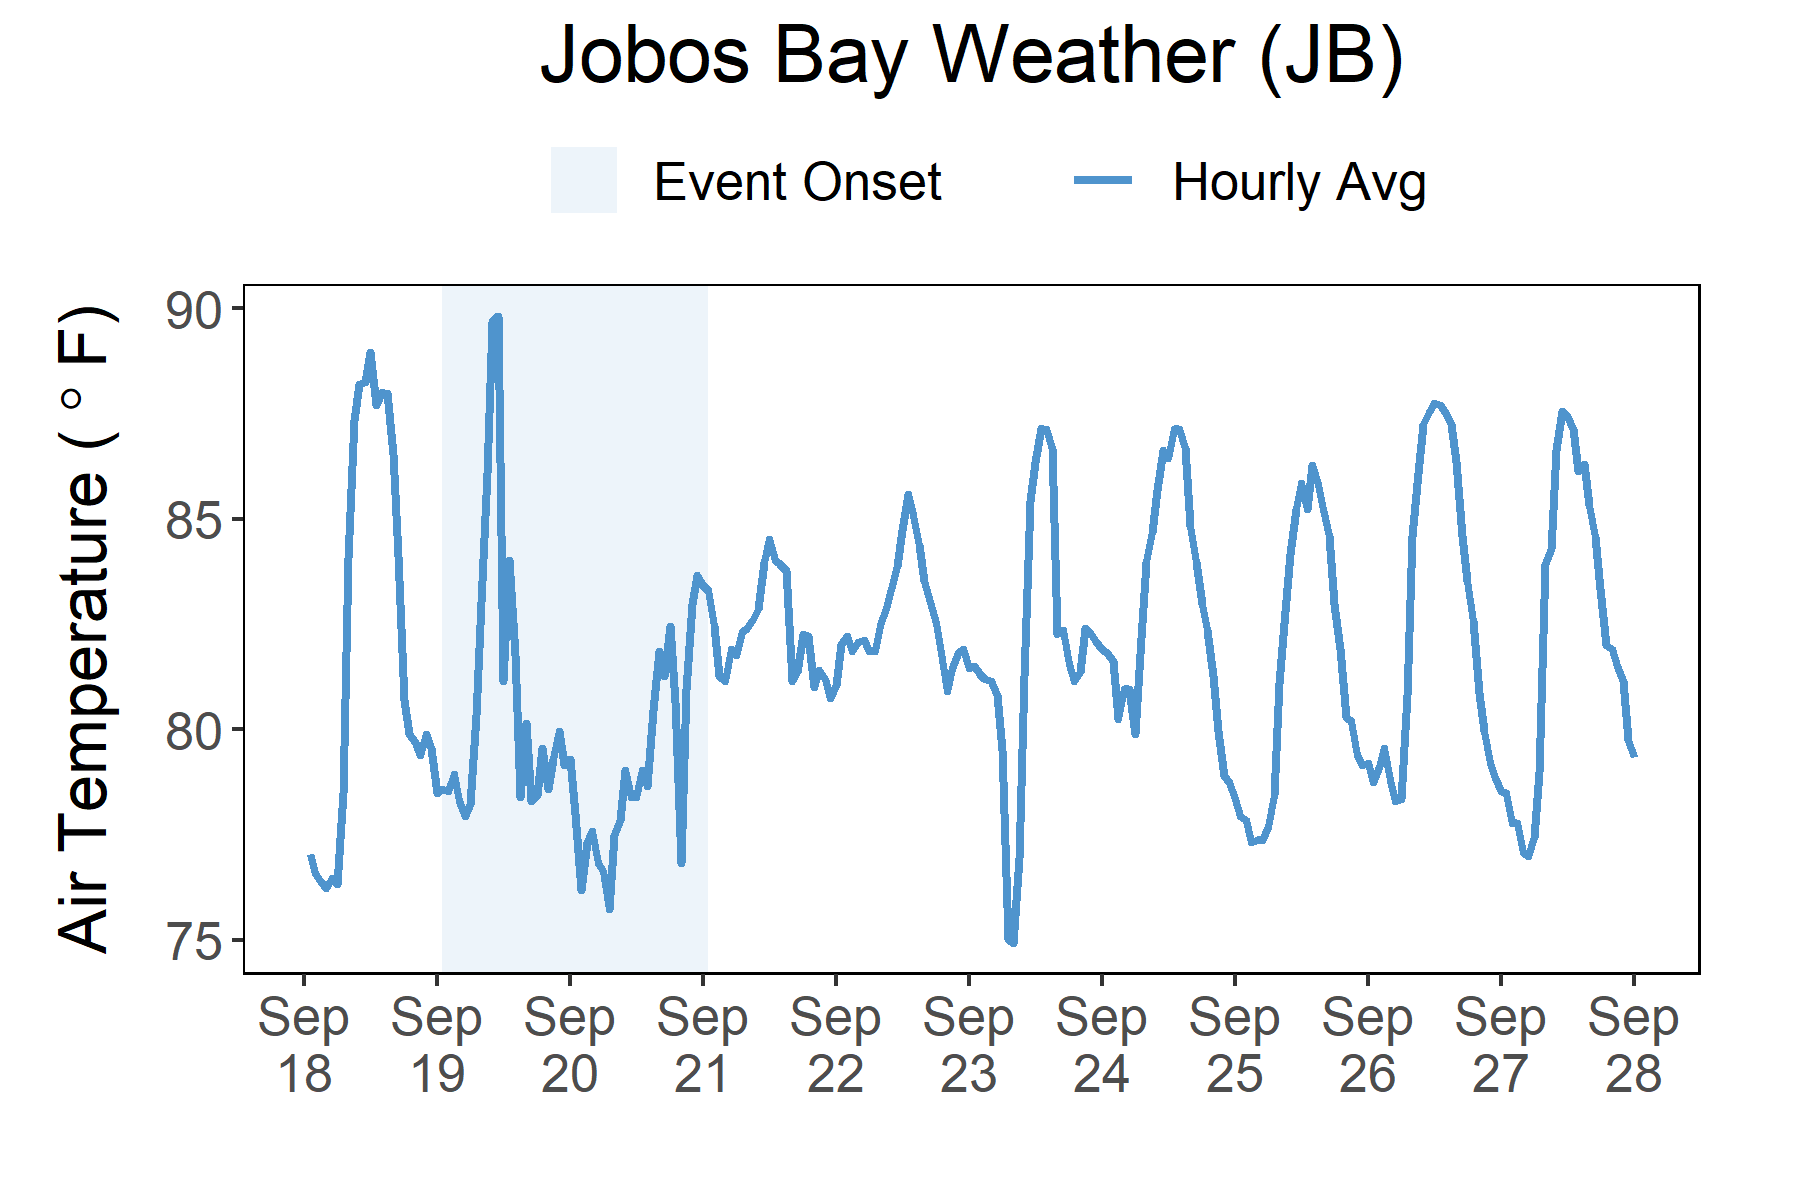 Jobos Bay Weather (JB)
Event Onset
Hourly Avg
Air Temperature ( ° F)
90
85
80
75
Sep 18
Sep 19
Sep 20
Sep 21
Sep 22
Sep 23
Sep 24
Sep 25
Sep 26
Sep 27
Sep 28